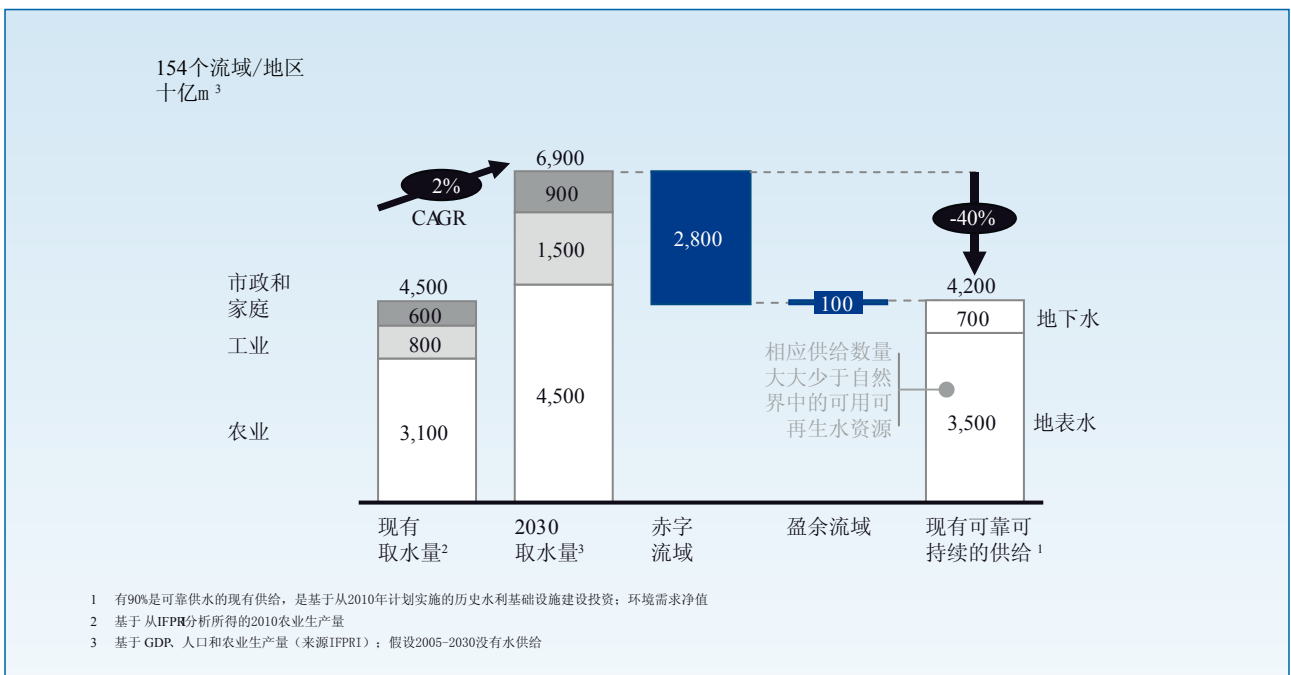 154个流域/地区
十亿m ³
6,900
2%
900
CAGR
-40%
1,500
2,800
市政和
家庭
4,500
4,200
600
100
700
地下水
工业
800
相应供给数量
大大少于自然
界中的可用可
再生水资源
4,500
农业
3,100
3,500
地表水
现有
取水量²
2030
取水量³
赤字
流域
盈余流域
现有可靠可
持续的供给 ¹
1 有90%是可靠供水的现有供给，是基于从2010年计划实施的历史水利基础设施建设投资；环境需求净值
2 基于 从IFPRI分析所得的2010农业生产量
3 基于 GDP、人口和农业生产量（来源IFPRI）；假设2005-2030没有水供给